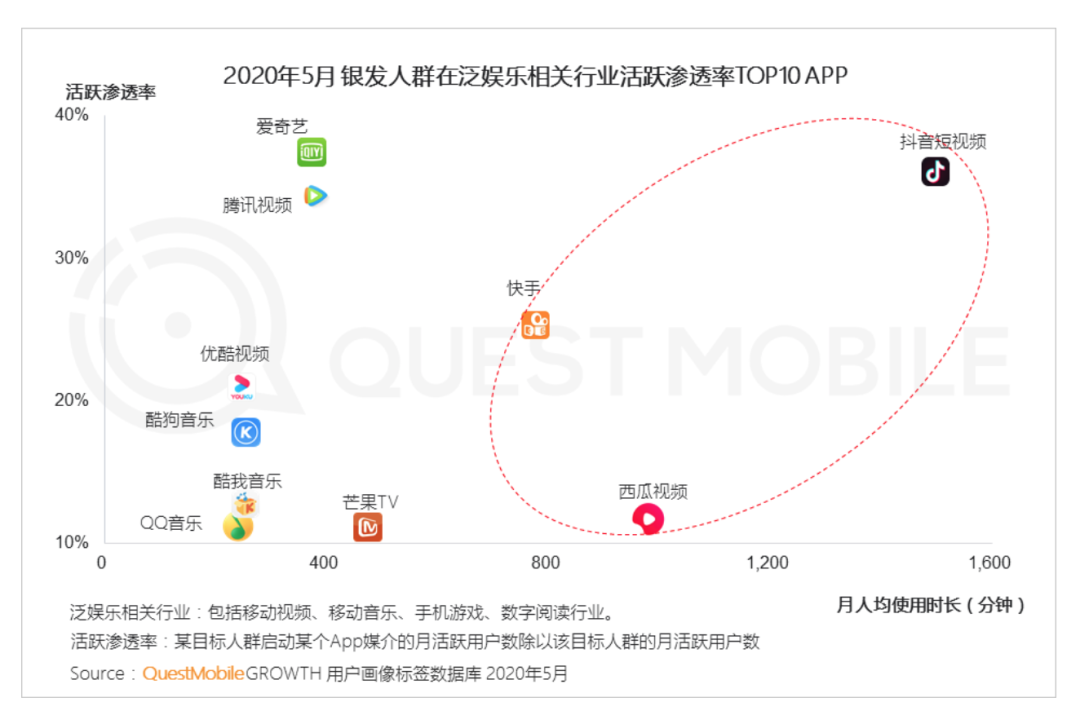 2020年5月 银发人群在泛娱乐相关行业活跃渗透率TOP10 APP
活跃渗透率
40%
30%
20%
10%
爱奇艺
iQIY
腾讯视频
抖音短视频
快手
优酷视频
YOUKU
酷狗音乐
K
酷我音乐
K
QQ音乐
芒果TV
西瓜视频
QUEST MOBILE
0
400
800
1,200
1,600
月人均使用时长（分钟）
泛娱乐相关行业：包括移动视频、移动音乐、手机游戏、数字阅读行业。
活跃渗透率：某目标人群启动某个App媒介的月活跃用户数除以该目标人群的月活跃用户数
Source：QuestMobileGROWTH 用户画像标签数据库 2020年5月